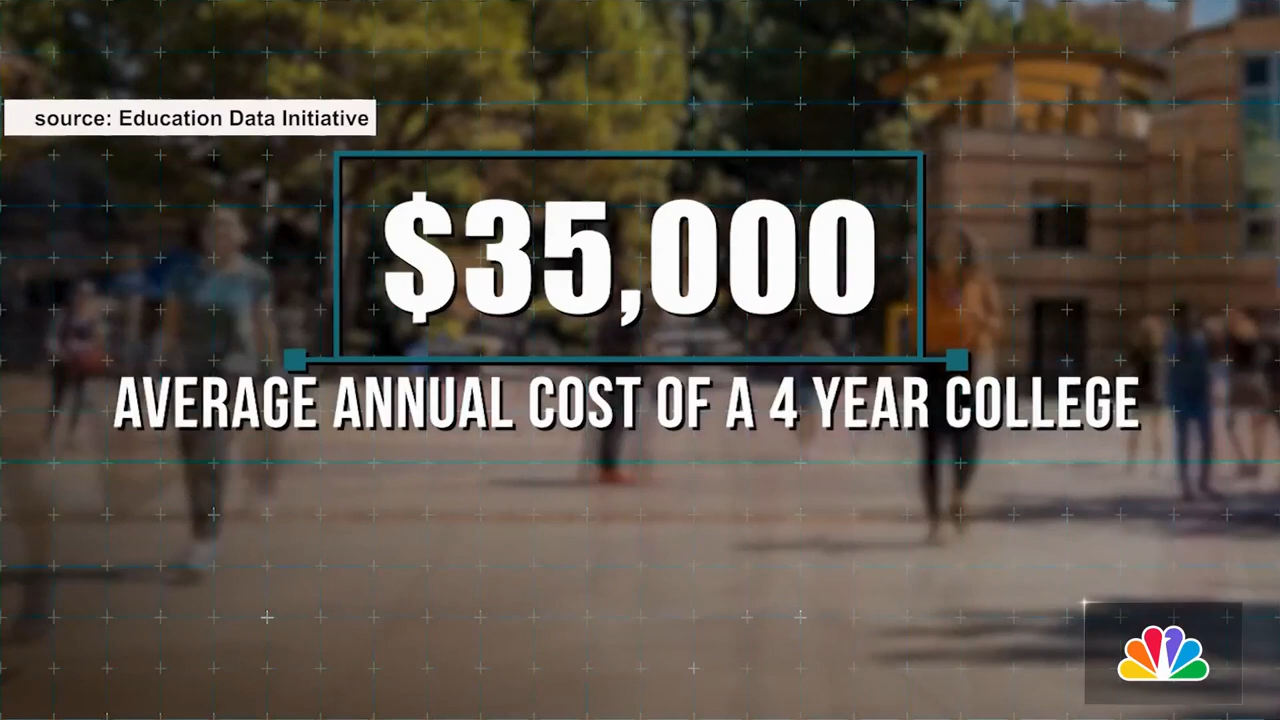 source: Education Data Initiative
$35,000
AVERAGE ANNUAL COST OF A 4 YEAR COLLEGE